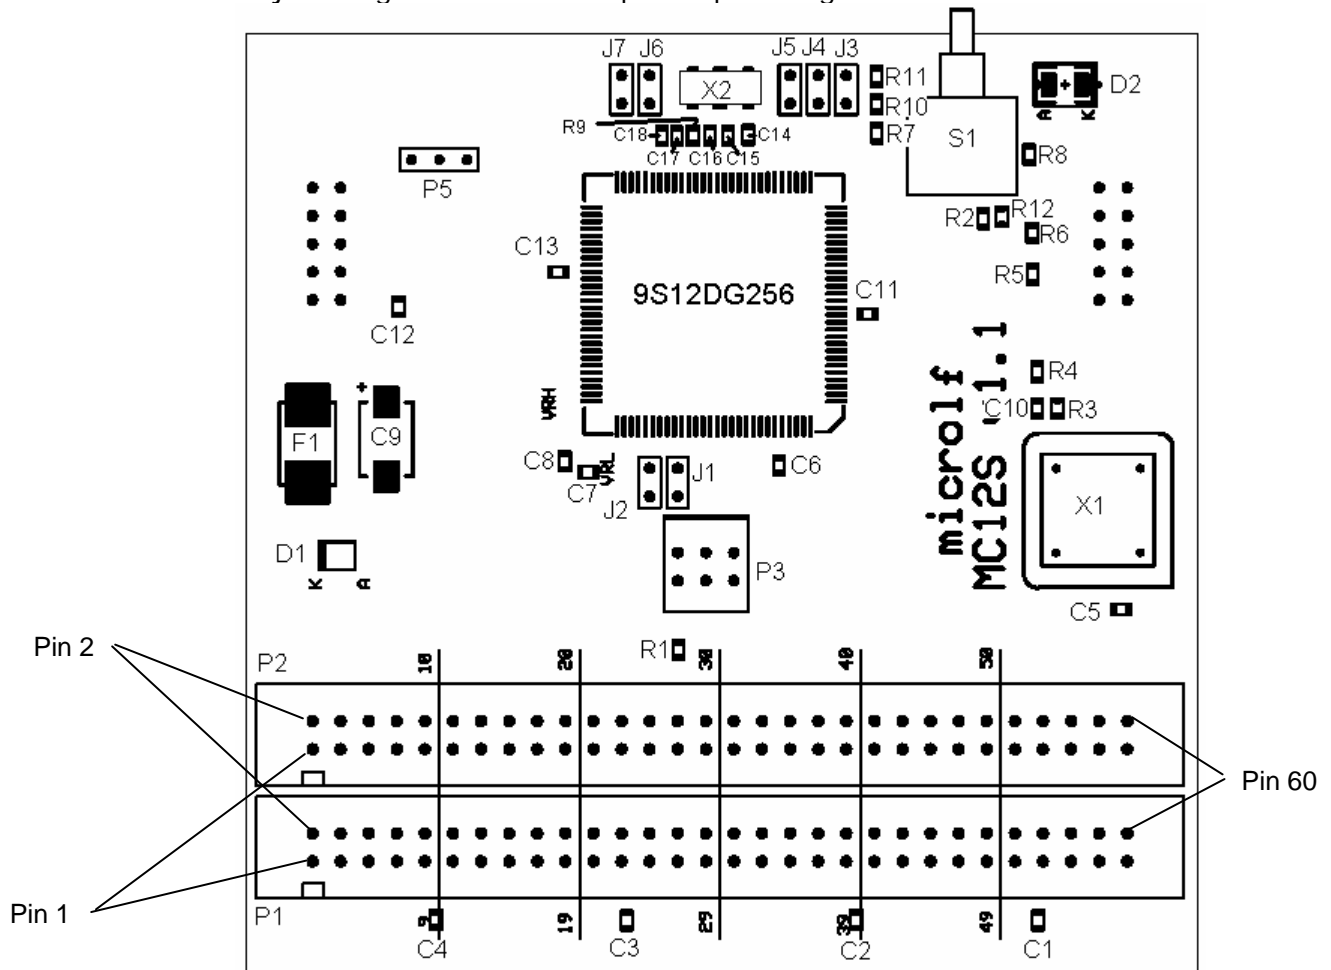 J7 J6
X2
J5 J4 J3
R11
R10
R7
S1
D2
A K
R9
C18
C17
C16
C15
C14
R8
P5
R2
R12
R6
R5
C13
9S12DG256
C11
C12
R4
C10
R3
F1
+
C9
VRH
VRL
C8
C7
J2
J1
C6
P3
microlf
MC12S
1.1
X1
C5
D1
K A
R1
Pin 2
P2
10 20 30 40 50
Pin 60
Pin 1
P1
9 19 29 39 49
C4 C3 C2 C1